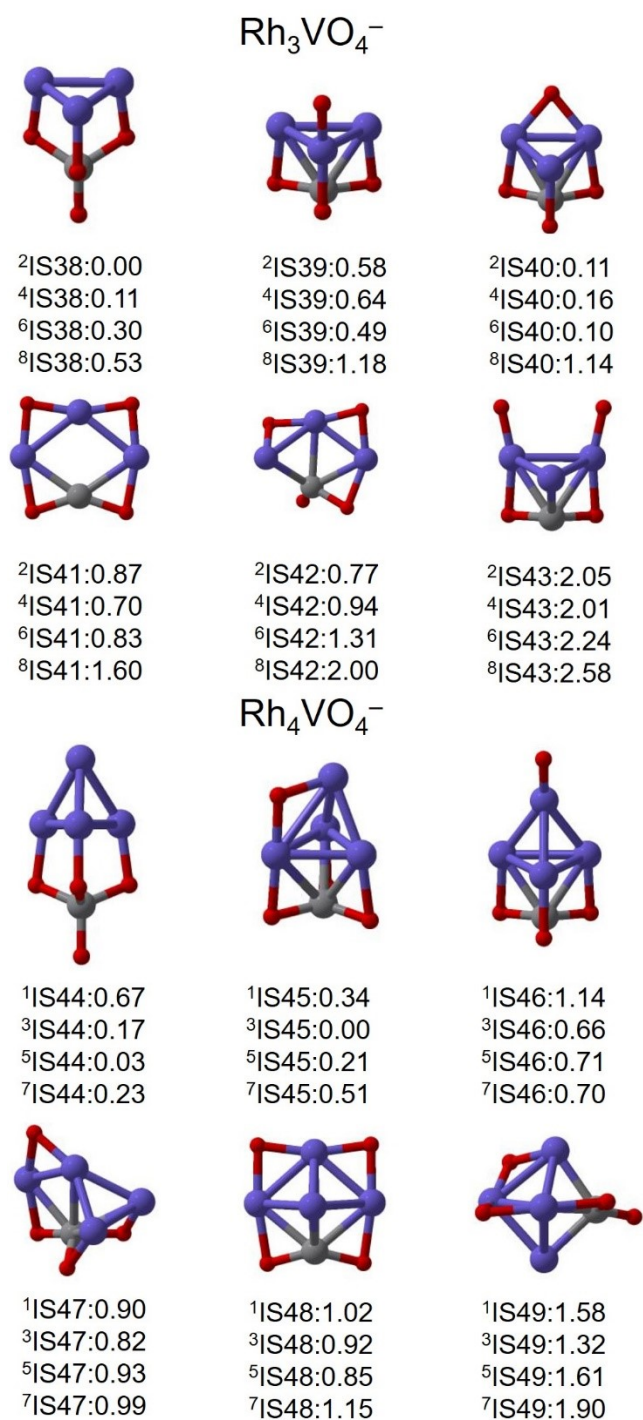 Rh₃VO₄⁻
²IS38:0.00
⁴IS38:0.11
⁶IS38:0.30
⁸IS38:0.53
²IS39:0.58
⁴IS39:0.64
⁶IS39:0.49
⁸IS39:1.18
²IS40:0.11
⁴IS40:0.16
⁶IS40:0.10
⁸IS40:1.14
²IS41:0.87
⁴IS41:0.70
⁶IS41:0.83
⁸IS41:1.60
²IS42:0.77
⁴IS42:0.94
⁶IS42:1.31
⁸IS42:2.00
²IS43:2.05
⁴IS43:2.01
⁶IS43:2.24
⁸IS43:2.58
Rh₄VO₄⁻
¹IS44:0.67
³IS44:0.17
⁵IS44:0.03
⁷IS44:0.23
¹IS45:0.34
³IS45:0.00
⁵IS45:0.21
⁷IS45:0.51
¹IS46:1.14
³IS46:0.66
⁵IS46:0.71
⁷IS46:0.70
¹IS47:0.90
³IS47:0.82
⁵IS47:0.93
⁷IS47:0.99
¹IS48:1.02
³IS48:0.92
⁵IS48:0.85
⁷IS48:1.15
¹IS49:1.58
³IS49:1.32
⁵IS49:1.61
⁷IS49:1.90